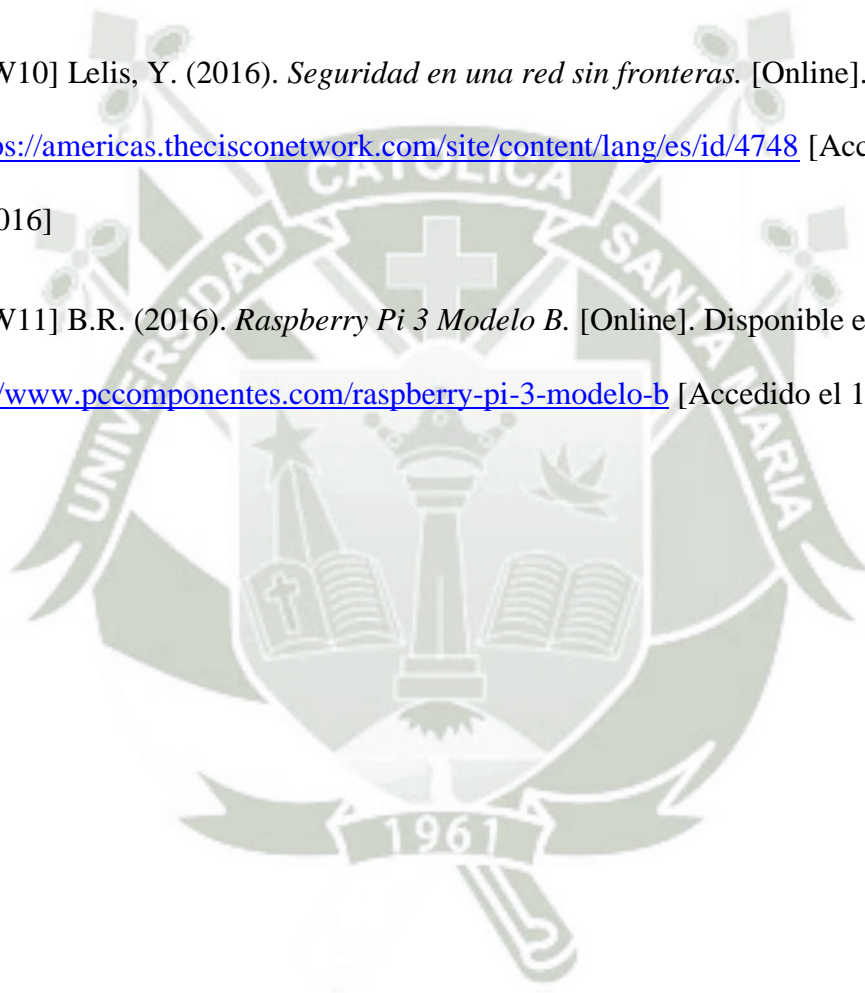 W10] Lelis, Y. (2016). Seguridad en una red sin fronteras. [Online].
ps://americas.thecisconetwork.com/site/content/lang/es/id/4748 [Acc
016]
W11] B.R. (2016). Raspberry Pi 3 Modelo B. [Online]. Disponible e
//www.pccomponentes.com/raspberry-pi-3-modelo-b [Accedido el 1
UNIVERSIDAD CATOLICA SANTA MARIA
1961